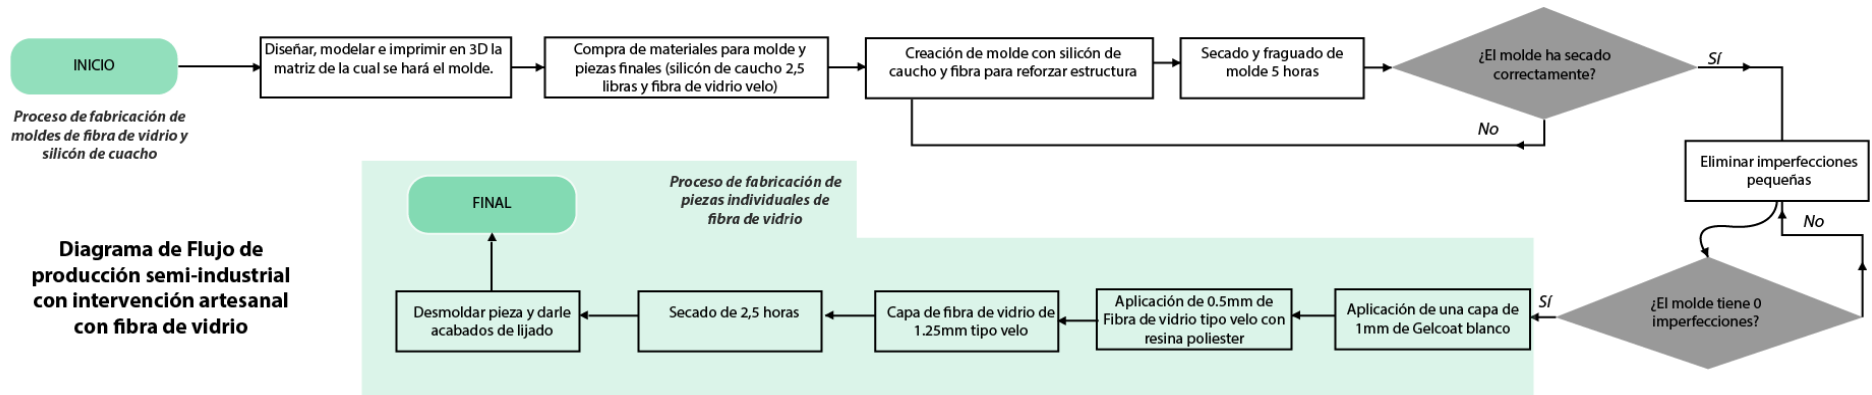 INICIO
Proceso de fabricación de
moldes de fibra de vidrio y
silicón de cuacho
Diseñar, modelar e imprimir en 3D la
matriz de la cual se hará el molde.
Compra de materiales para molde y
piezas finales (silicón de caucho 2,5
libras y fibra de vidrio velo)
Creación de molde con silicón de
caucho y fibra para reforzar estructura
Secado y fraguado de
molde 5 horas
¿El molde ha secado
correctamente?
Sí
No
Eliminar imperfecciones
pequeñas
No
¿El molde tiene 0
imperfecciones?
Sí
Proceso de fabricación de
piezas individuales de
fibra de vidrio
Aplicación de una capa de
1mm de Gelcoat blanco
Aplicación de 0.5mm de
Fibra de vidrio tipo velo con
resina poliester
Capa de fibra de vidrio de
1.25mm tipo velo
Secado de 2,5 horas
Desmoldar pieza y darle
acabados de lijado
FINAL
Diagrama de Flujo de
producción semi-industrial
con intervención artesanal
con fibra de vidrio